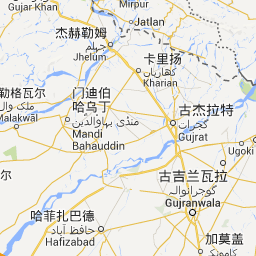 Gujar Khan
Mirpur
Jatlan
杰赫勒姆
جہلم
Jhelum
卡里扬
کھاریاں
Kharian
勒格瓦尔
ملک وال
Malakwāl
门迪伯
哈乌丁
منڈی بہاؤالدین
Mandi
Bahauddin
古杰拉特
گجرات
Gujrat
Ugoki
古吉兰瓦拉
گوجرانوالہ
Gujranwala
哈菲扎巴德
حافظ آباد
Hafizabad
加莫盖
کامونکے